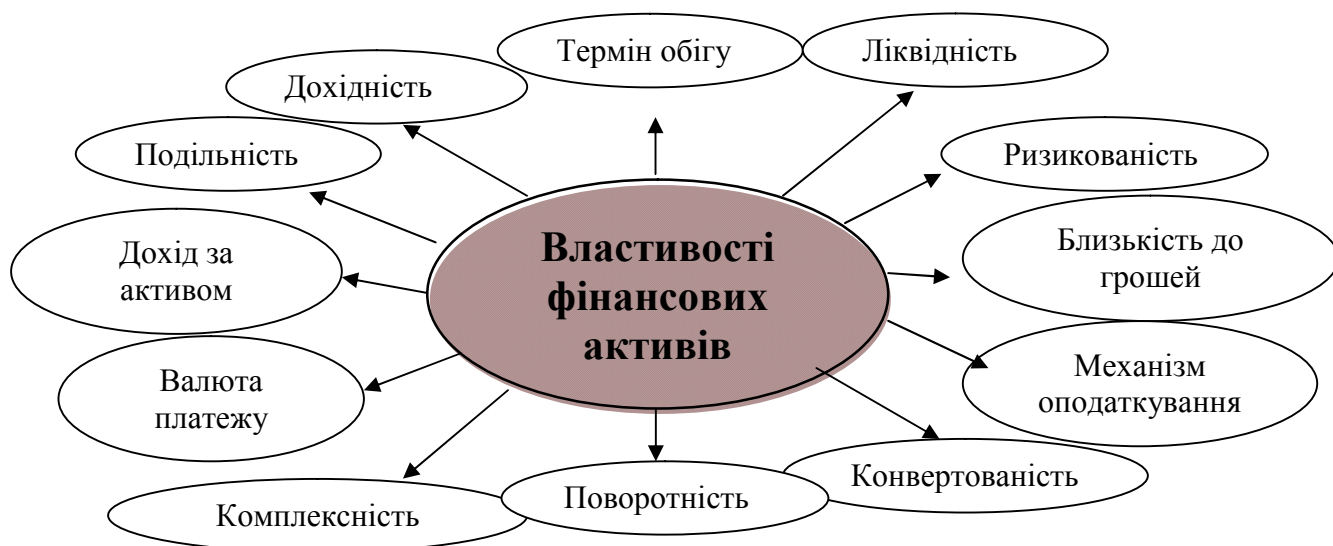 Термін обігу
Ліквідність
Дохідність
Подільність
Ризикованість
Дохід за
активом
Властивості
фінансових
активів
Близькість до
грошей
Валюта
платежу
Механізм
оподаткування
Комплексність
Поворотність
Конвертованість